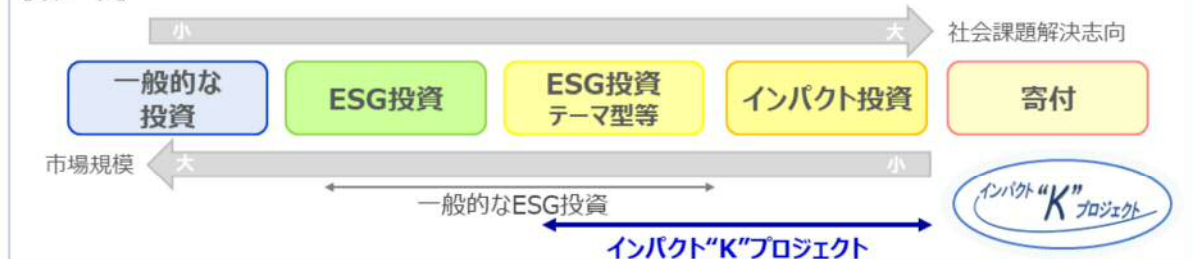 小 大 社会課題解決志向
一般的な
投資
ESG投資
ESG投資
テーマ型等
インパクト投資
寄付
市場規模 大 小
一般的なESG投資
インパクト“K”プロジェクト
インパクト“K”プロジェクト